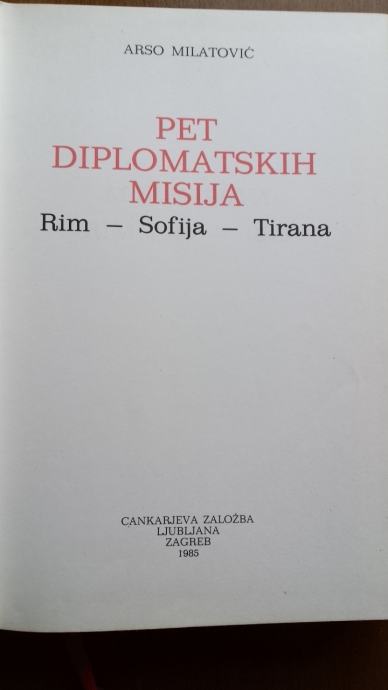 ARSO MILATOVIĆ
PET
DIPLOMATSKIH
MISIJA
Rim – Sofija – Tirana
CANKARJEVA ZALOŽBA
LJUBLJANA
ZAGREB
1985